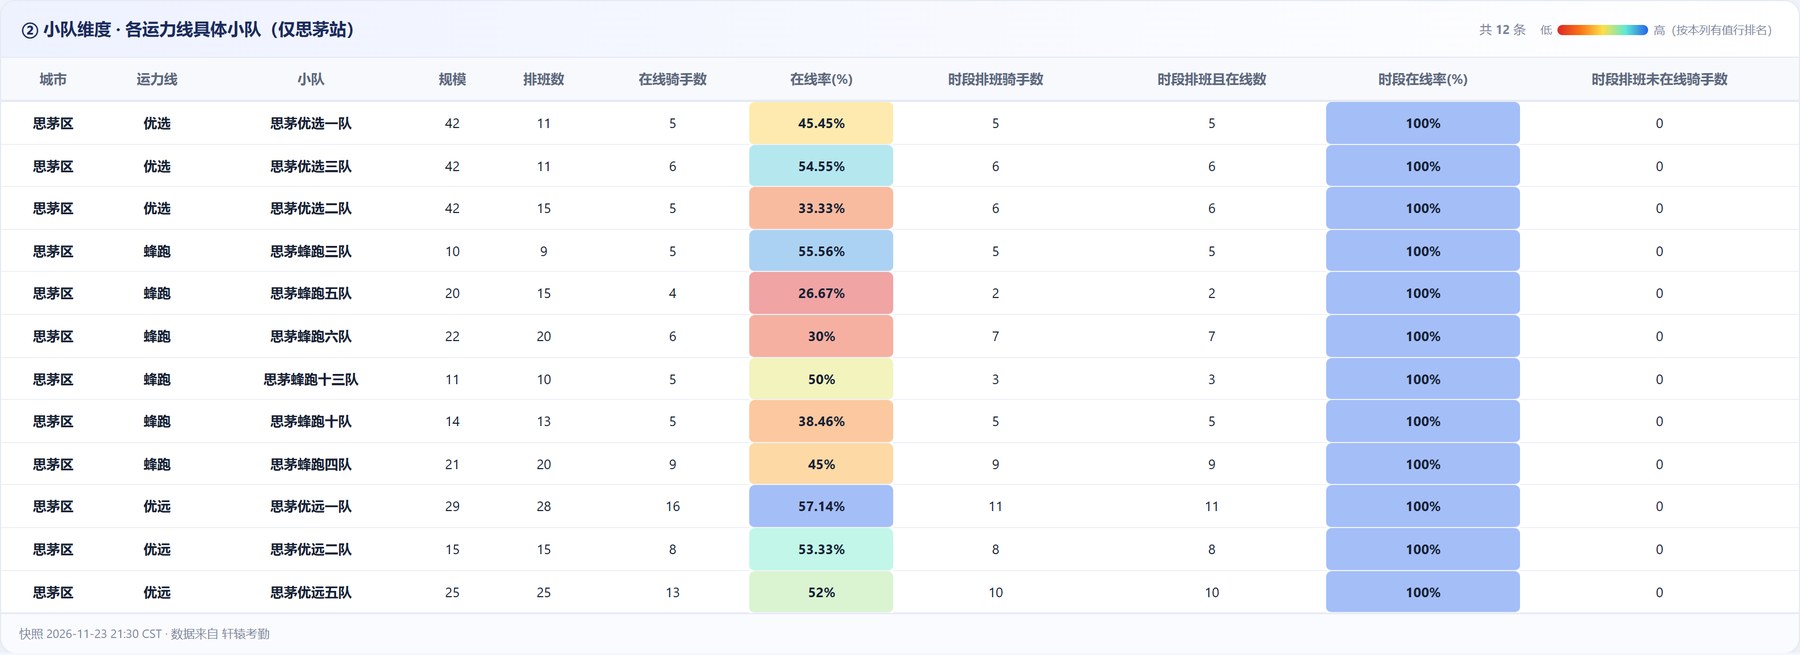 ② 小队维度 · 各运力线具体小队（仅思茅站）
共 12 条 低 高 (按本列有值行排名)
城市 运力线 小队 规模 排班数 在线骑手数 在线率(%) 时段排班骑手数 时段排班且在线数 时段在线率(%) 时段排班未在线骑手数
思茅区 优选 思茅优选一队 42 11 5 45.45% 5 5 100% 0
思茅区 优选 思茅优选三队 42 11 6 54.55% 6 6 100% 0
思茅区 优选 思茅优选二队 42 15 5 33.33% 6 6 100% 0
思茅区 蜂跑 思茅蜂跑三队 10 9 5 55.56% 5 5 100% 0
思茅区 蜂跑 思茅蜂跑五队 20 15 4 26.67% 2 2 100% 0
思茅区 蜂跑 思茅蜂跑六队 22 20 6 30% 7 7 100% 0
思茅区 蜂跑 思茅蜂跑十三队 11 10 5 50% 3 3 100% 0
思茅区 蜂跑 思茅蜂跑十队 14 13 5 38.46% 5 5 100% 0
思茅区 蜂跑 思茅蜂跑四队 21 20 9 45% 9 9 100% 0
思茅区 优远 思茅优远一队 29 28 16 57.14% 11 11 100% 0
思茅区 优远 思茅优远二队 15 15 8 53.33% 8 8 100% 0
思茅区 优远 思茅优远五队 25 25 13 52% 10 10 100% 0
快照 2026-11-23 21:30 CST · 数据来自 轩辕考勤